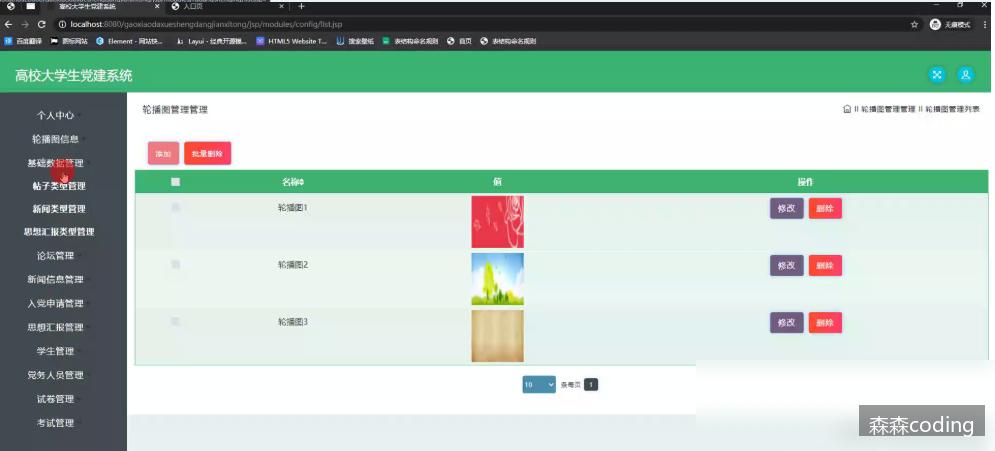 高校大学生党建系统
入口页
localhost:8080/gaoxiaodaxueshengdangjianxitong/jsp/modules/config/list.jsp
无痕模式
百度翻译 图标网站 Element - 网站快... Layui - 经典开源模... HTML5 Website T... 搜索壁纸 表结构命名规则 首页 表结构命名规则
高校大学生党建系统
个人中心
轮播图信息
基础数据管理
帖子类型管理
新闻类型管理
思想汇报类型管理
论坛管理
新闻信息管理
入党申请管理
思想汇报管理
学生管理
党务人员管理
试卷管理
考试管理
轮播图管理管理
轮播图管理管理 轮播图管理列表
添加 批量删除
名称 值 操作
轮播图1 修改 删除
轮播图2 修改 删除
轮播图3 修改 删除
10 条每页 1
森森coding